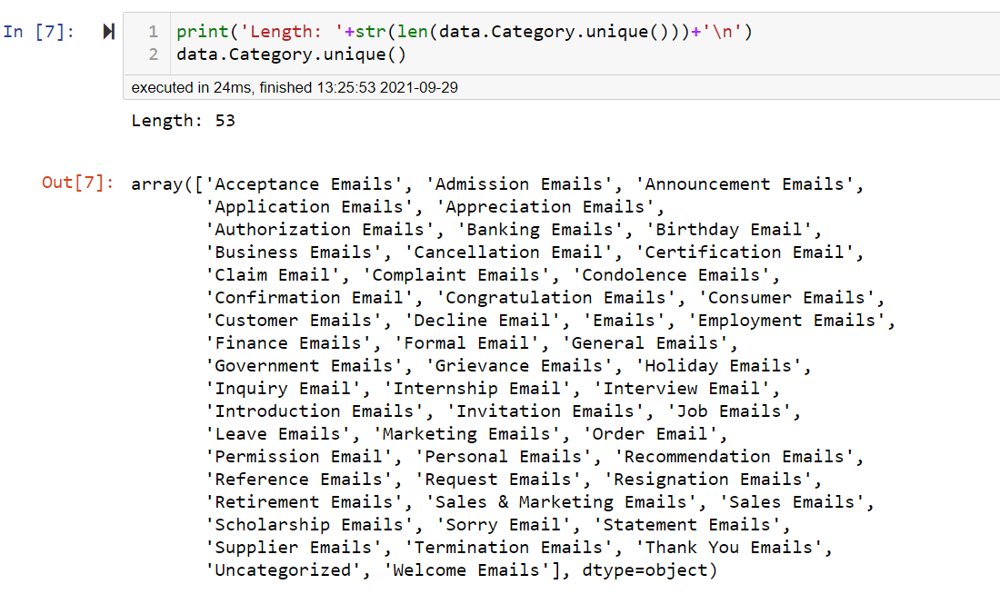 In [7]:
1 print('Length: '+str(len(data.Category.unique()))+'\n')
2 data.Category.unique()
executed in 24ms, finished 13:25:53 2021-09-29
Length: 53
Out[7]: array(['Acceptance Emails', 'Admission Emails', 'Announcement Emails',
'Application Emails', 'Appreciation Emails',
'Authorization Emails', 'Banking Emails', 'Birthday Email',
'Business Emails', 'Cancellation Email', 'Certification Email',
'Claim Email', 'Complaint Emails', 'Condolence Emails',
'Confirmation Email', 'Congratulation Emails', 'Consumer Emails',
'Customer Emails', 'Decline Email', 'Emails', 'Employment Emails',
'Finance Emails', 'Formal Email', 'General Emails',
'Government Emails', 'Grievance Emails', 'Holiday Emails',
'Inquiry Email', 'Internship Email', 'Interview Email',
'Introduction Emails', 'Invitation Emails', 'Job Emails',
'Leave Emails', 'Marketing Emails', 'Order Email',
'Permission Email', 'Personal Emails', 'Recommendation Emails',
'Reference Emails', 'Request Emails', 'Resignation Emails',
'Retirement Emails', 'Sales & Marketing Emails', 'Sales Emails',
'Scholarship Emails', 'Sorry Email', 'Statement Emails',
'Supplier Emails', 'Termination Emails', 'Thank You Emails',
'Uncategorized', 'Welcome Emails'], dtype=object)